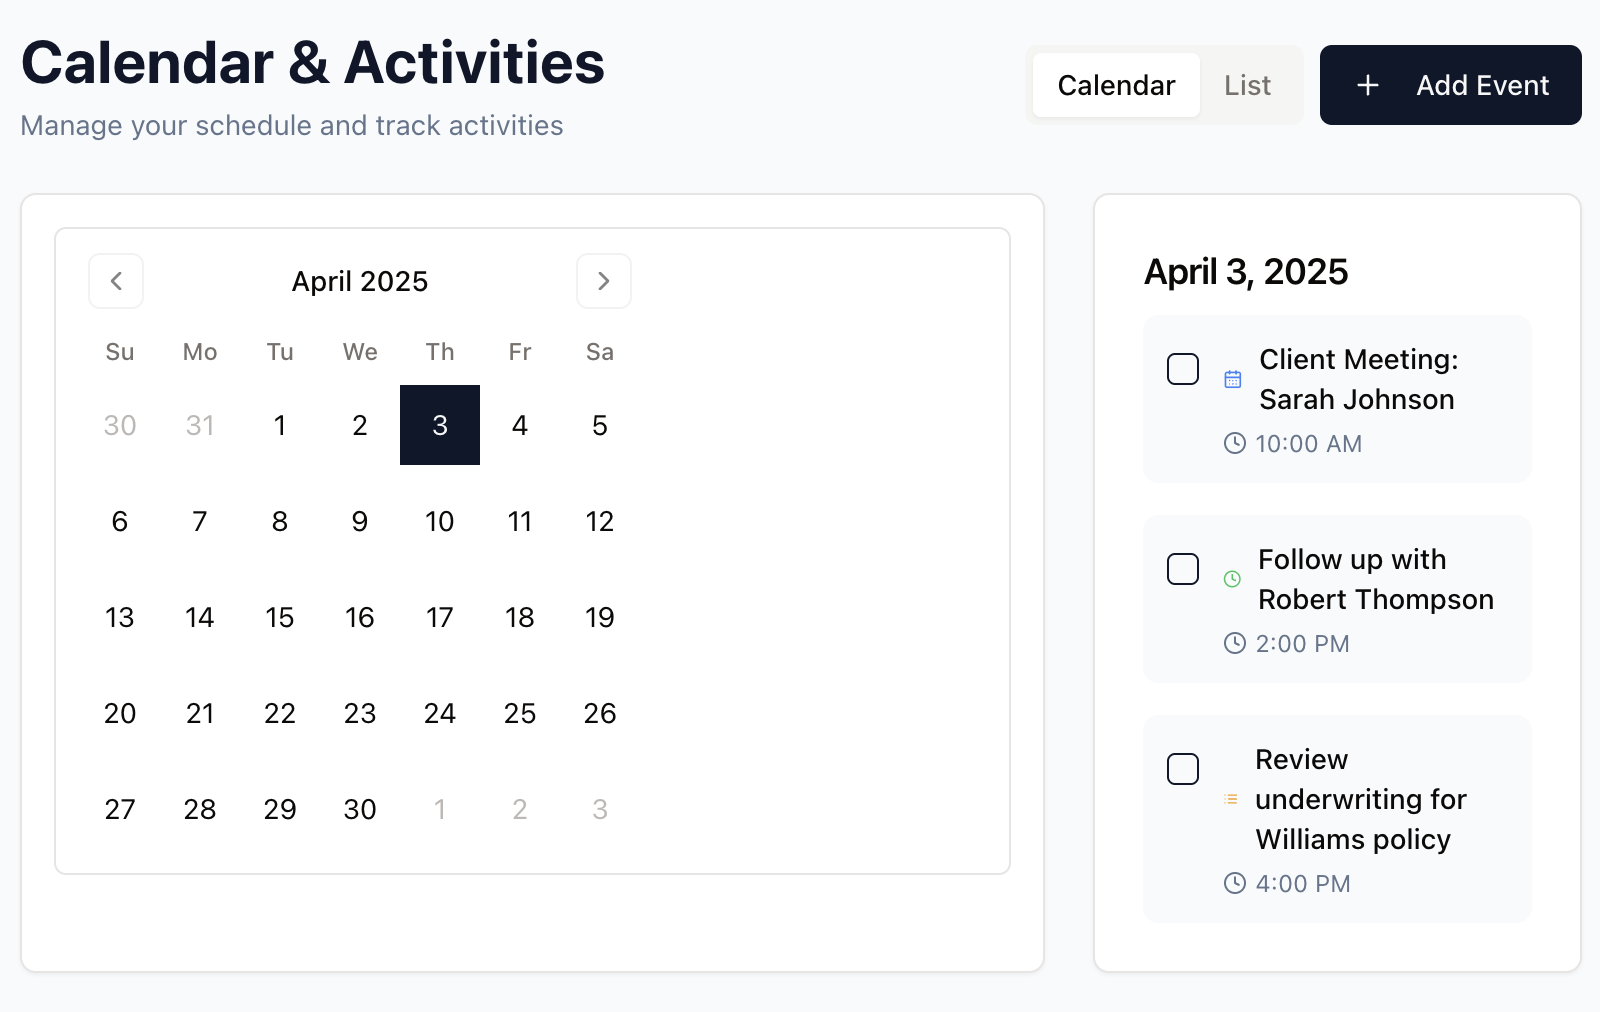 Calendar & Activities
Manage your schedule and track activities
Calendar List
Add Event
April 2025
Su Mo Tu We Th Fr Sa
30 31 1 2 3 4 5
6 7 8 9 10 11 12
13 14 15 16 17 18 19
20 21 22 23 24 25 26
27 28 29 30 1 2 3
April 3, 2025
Client Meeting:
Sarah Johnson
10:00 AM
Follow up with
Robert Thompson
2:00 PM
Review
underwriting for
Williams policy
4:00 PM